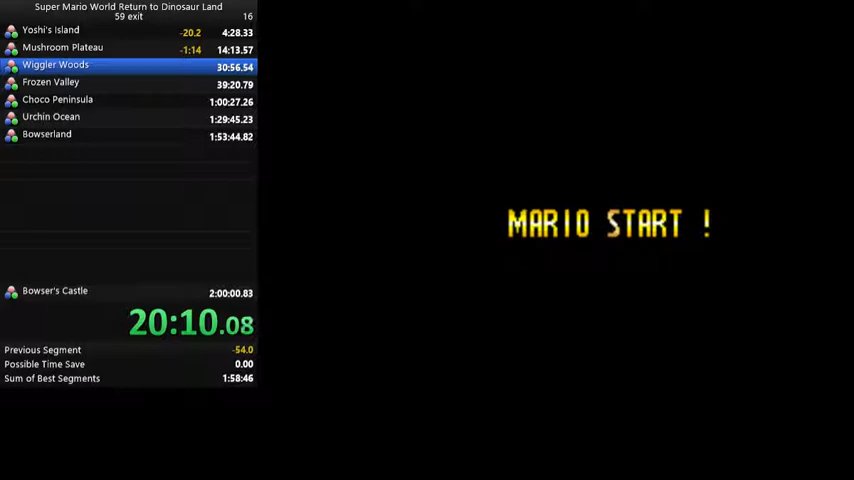 Super Mario World Return to Dinosaur Land
59 exit 16
Yoshi's Island -20.2 4:28.33
Mushroom Plateau -1:14 14:13.57
Wiggler Woods 30:56.54
Frozen Valley 39:20.79
Choco Peninsula 1:00:27.26
Urchin Ocean 1:29:45.23
Bowserland 1:53:44.82
MARIO START !
Bowser's Castle 2:00:00.83
20:10.08
Previous Segment -54.0
Possible Time Save 0.00
Sum of Best Segments 1:58:46